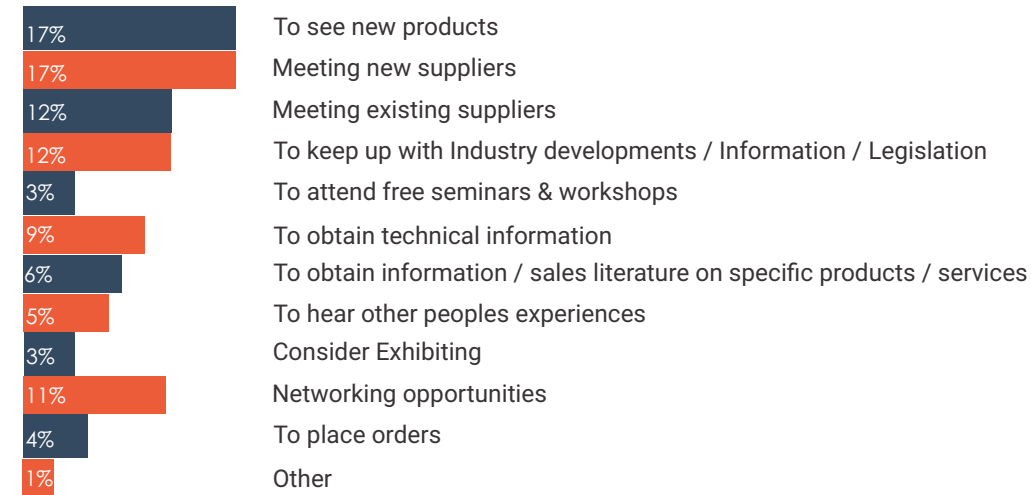 17% To see new products
17% Meeting new suppliers
12% Meeting existing suppliers
12% To keep up with Industry developments / Information / Legislation
3% To attend free seminars & workshops
9% To obtain technical information
6% To obtain information / sales literature on specific products / services
5% To hear other peoples experiences
3% Consider Exhibiting
11% Networking opportunities
4% To place orders
1% Other